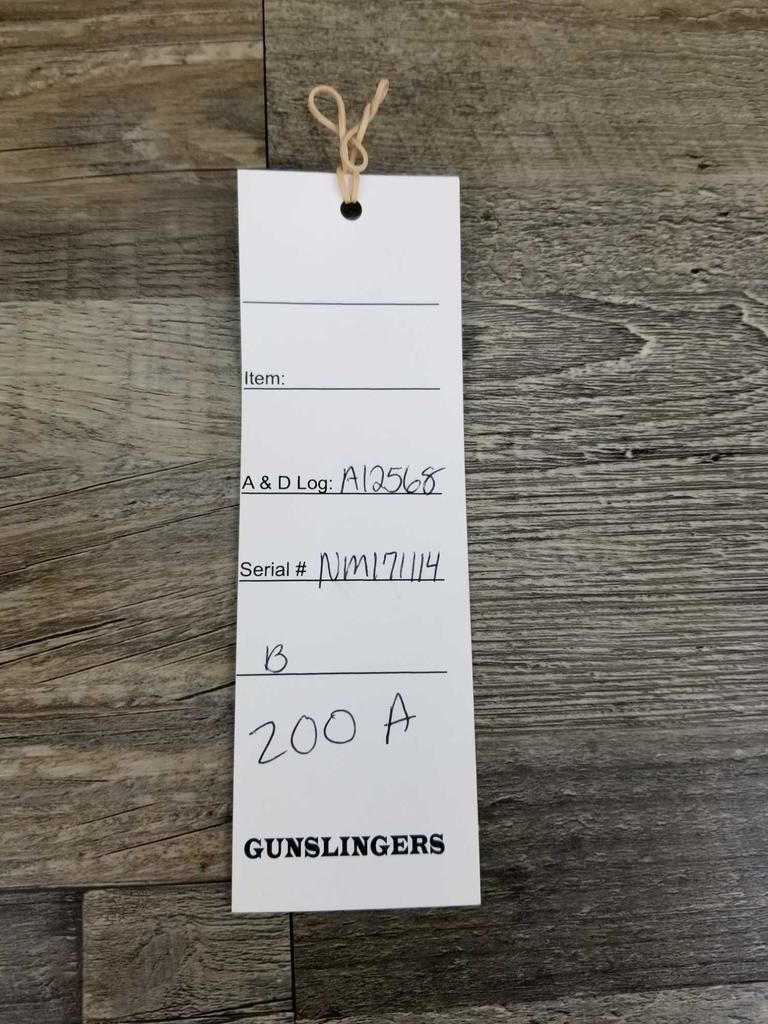 Item:
A & D Log: A12568
Serial # NM171114
B
200 A
GUNSLINGERS